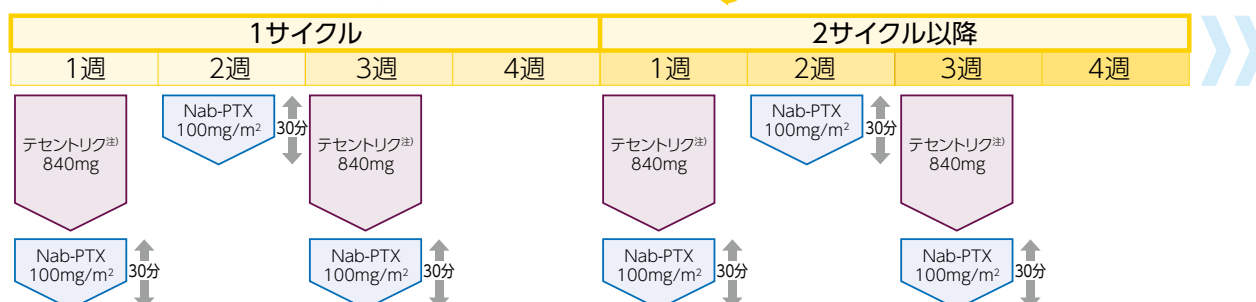 1サイクル 2サイクル以降
1週 2週 3週 4週 1週 2週 3週 4週
テセントリク注)
840mg
Nab-PTX
100mg/m²
30分
テセントリク注)
840mg
テセントリク注)
840mg
Nab-PTX
100mg/m²
30分
テセントリク注)
840mg
Nab-PTX
100mg/m²
30分
Nab-PTX
100mg/m²
30分
Nab-PTX
100mg/m²
30分
Nab-PTX
100mg/m²
30分